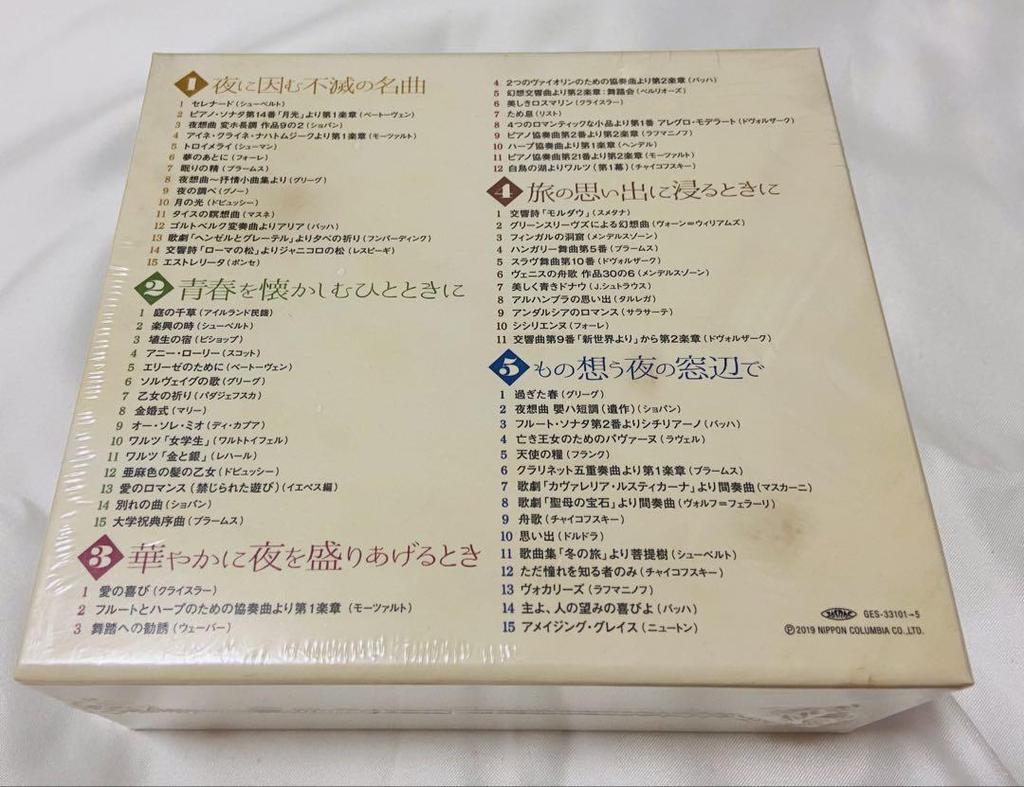 1 夜に因む不滅の名曲
1 セレナード(シューベルト)
2 ピアノ・ソナタ第14番「月光」より第1楽章(ベートーヴェン)
3 夜想曲 変ホ長調 作品9の2(ショパン)
4 アイネ・クライネ・ナハトムジークより第1楽章(モーツァルト)
5 トロイメライ(シューマン)
6 夢のあとに(フォーレ)
7 眠りの精(ブラームス)
8 夜想曲〜抒情小曲集より(グリーグ)
9 夜の調べ(グノー)
10 月の光(ドビュッシー)
11 タイスの瞑想曲(マスネ)
12 ゴルトベルク変奏曲よりアリア(バッハ)
13 歌劇「ヘンゼルとグレーテル」より夕べの祈り(フンパーディンク)
14 交響詩「ローマの松」よりジャニコロの松(レスピーギ)
15 エストレリータ(ポンセ)
2 青春を懐かしむひとときに
1 庭の千草(アイルランド民謡)
2 楽興の時(シューベルト)
3 埴生の宿(ビショップ)
4 アニー・ローリー(スコット)
5 エリーゼのために(ベートーヴェン)
6 ソルヴェイグの歌(グリーグ)
7 乙女の祈り(バダジェフスカ)
8 金婚式(マリー)
9 オー・ソレ・ミオ(ディ・カプア)
10 ワルツ「女学生」(ワルトトイフェル)
11 ワルツ「金と銀」(レハール)
12 亜麻色の髪の乙女(ドビュッシー)
13 愛のロマンス(禁じられた遊び)(イエペス編)
14 別れの曲(ショパン)
15 大学祝典序曲(ブラームス)
3 華やかに夜を盛りあげるとき
1 愛の喜び(クライスラー)
2 フルートとハープのための協奏曲より第1楽章(モーツァルト)
3 舞踏への勧誘(ウェーバー)
4 2つのヴァイオリンのための協奏曲より第2楽章(バッハ)
5 幻想交響曲より第2楽章:舞踏会(ベルリオーズ)
6 美しきロスマリン(クライスラー)
7 ため息(リスト)
8 4つのロマンティックな小品より第1番 アレグロ・モデラート(ドヴォルザーク)
9 ピアノ協奏曲第2番より第2楽章(ラフマニノフ)
10 ハープ協奏曲より第1楽章(ヘンデル)
11 ピアノ協奏曲第21番より第2楽章(モーツァルト)
12 白鳥の湖よりワルツ(第1幕)(チャイコフスキー)
4 旅の思い出に浸るときに
1 交響詩「モルダウ」(スメタナ)
2 グリーンスリーヴズによる幻想曲(ヴォーン=ウィリアムズ)
3 フィンガルの洞窟(メンデルスゾーン)
4 ハンガリー舞曲第5番(ブラームス)
5 スラヴ舞曲第10番(ドヴォルザーク)
6 ヴェニスの舟歌 作品30の6(メンデルスゾーン)
7 美しく青きドナウ(J.シュトラウス)
8 アルハンブラの思い出(タルレガ)
9 アンダルシアのロマンス(サラサーテ)
10 シシリエンヌ(フォーレ)
11 交響曲第9番「新世界より」から第2楽章(ドヴォルザーク)
5 もの想う夜の窓辺で
1 過ぎた春(グリーグ)
2 夜想曲 嬰ハ短調(遺作)(ショパン)
3 フルート・ソナタ第2番よりシチリアーノ(バッハ)
4 亡き王女のためのパヴァーヌ(ラヴェル)
5 天使の糧(フランク)
6 クラリネット五重奏曲より第1楽章(ブラームス)
7 歌劇「カヴァレリア・ルスティカーナ」より間奏曲(マスカーニ)
8 歌劇「聖母の宝石」より間奏曲(ヴォルフ=フェラーリ)
9 舟歌(チャイコフスキー)
10 思い出(ドルドラ)
11 歌曲集「冬の旅」より菩提樹(シューベルト)
12 ただ憧れを知る者のみ(チャイコフスキー)
13 ヴォカリーズ(ラフマニノフ)
14 主よ、人の望みの喜びよ(バッハ)
15 アメイジング・グレイス(ニュートン)
GES-33101→5
℗2019 NIPPON COLUMBIA CO.,LTD.